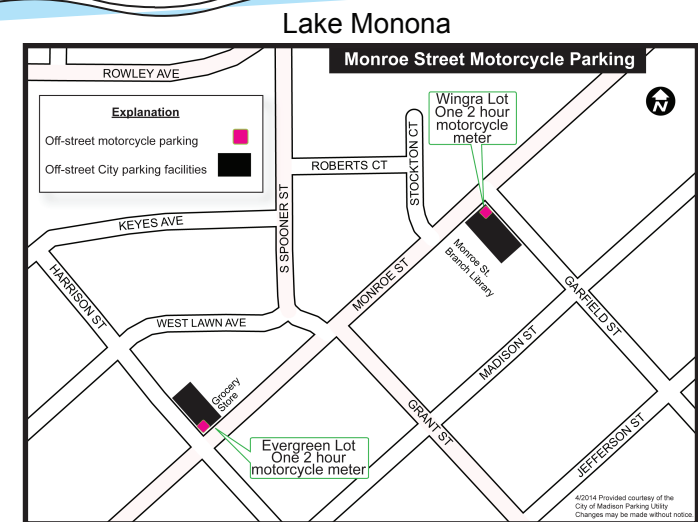 Lake Monona
Monroe Street Motorcycle Parking
ROWLEY AVE
Explanation
Off-street motorcycle parking
Off-street City parking facilities
Wingra Lot
One 2 hour
motorcycle
meter
N
ROBERTS CT
STOCKTON CT
KEYES AVE
S SPOONER ST
HARRISON ST
MONROE ST
Monroe St.
Branch Library
GARFIELD ST
WEST LAWN AVE
MADISON ST
Grocery
Store
GRANT ST
Evergreen Lot
One 2 hour
motorcycle meter
JEFFERSON ST
4/2014 Provided courtesy of the
City of Madison Parking Utility
Changes may be made without notice.